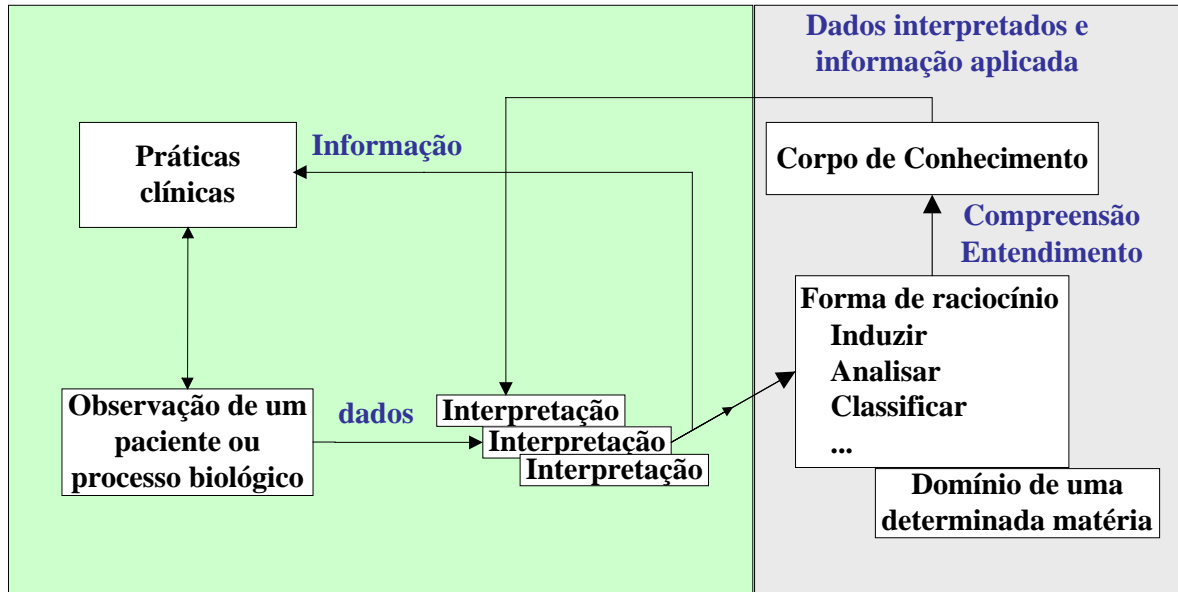 Dados interpretados e
informação aplicada
Práticas
clínicas
Informação
Corpo de Conhecimento
Compreensão
Entendimento
Forma de raciocínio
Induzir
Analisar
Classificar
...
Observação de um
paciente ou
processo biológico
dados
Interpretação
Interpretação
Interpretação
Domínio de uma
determinada matéria